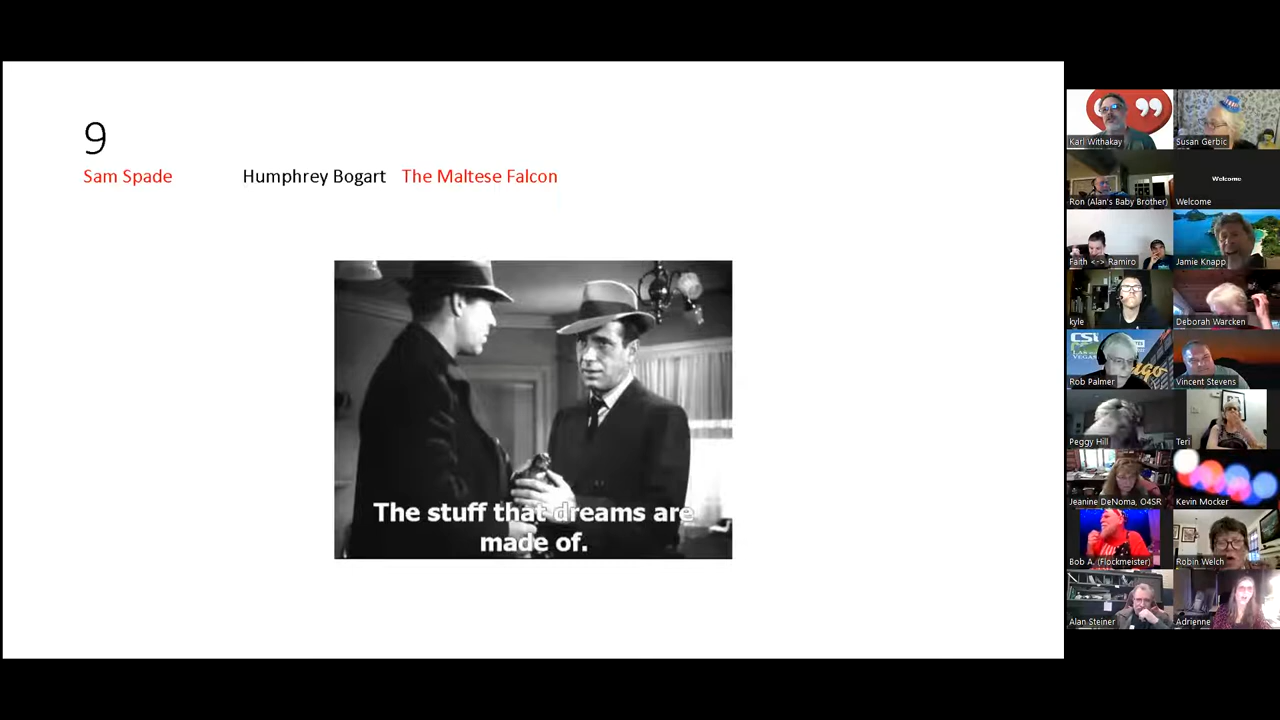 9
Sam Spade Humphrey Bogart The Maltese Falcon
The stuff that dreams are
made of.
Karl Withakay
Susan Gerbic
Ron (Alan's Baby Brother)
Welcome
Welcome
Faith <-> Ramiro
Jamie Knapp
kyle
Deborah Warcken
Rob Palmer
Vincent Stevens
Peggy Hill
Teri
Jeanine DeNoma, O4SR
Kevin Mocker
Bob A. (Flockmeister)
Robin Welch
Alan Steiner
Adrienne